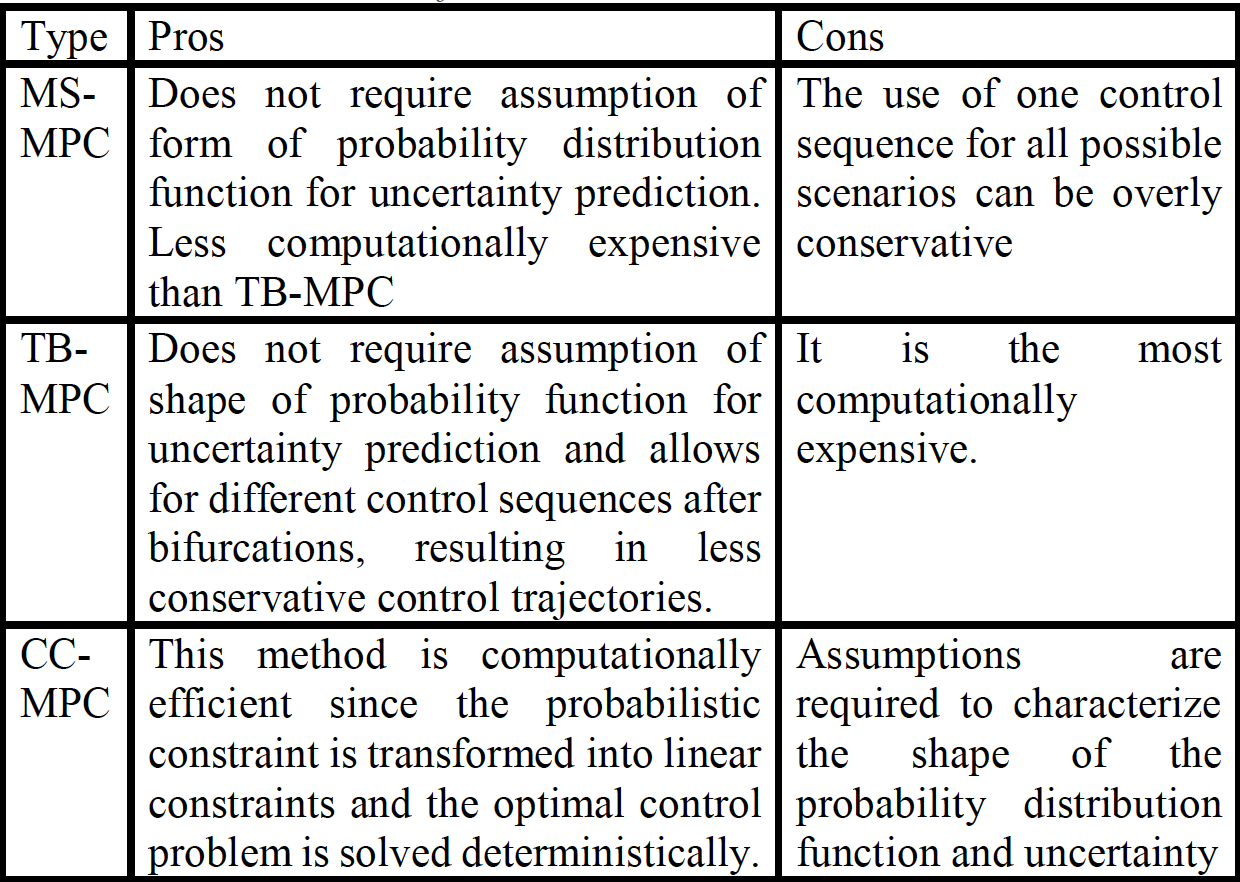 Type Pros Cons
MS- Does not require assumption of The use of one control
MPC form of probability distribution sequence for all possible
function for uncertainty prediction. scenarios can be overly
Less computationally expensive conservative
than TB-MPC
TB- Does not require assumption of It is the most
MPC shape of probability function for computationally
uncertainty prediction and allows expensive.
for different control sequences after
bifurcations, resulting in less
conservative control trajectories.
CC- This method is computationally Assumptions are
MPC efficient since the probabilistic required to characterize
constraint is transformed into linear the shape of the
constraints and the optimal control probability distribution
problem is solved deterministically. function and uncertainty